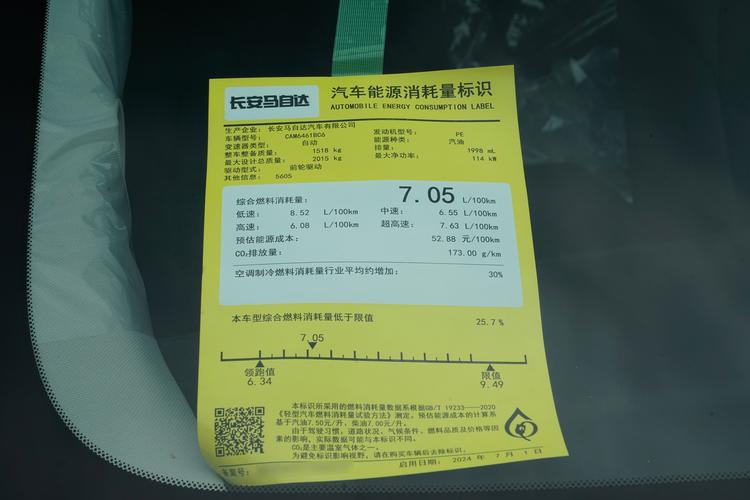 长安马自达
汽车能源消耗量标识
AUTOMOBILE ENERGY CONSUMPTION LABEL
生产企业: 长安马自达汽车有限公司
车辆型号: CAM6461BC6 发动机型号: PE
变速器类型: 自动 能源种类: 汽油
整车整备质量: 1518 kg 排量: 1998 mL
最大设计总质量: 2015 kg 最大净功率: 114 kW
驱动型式: 前轮驱动
其他信息: 5605
综合燃料消耗量: 7.05 L/100km
低速: 8.52 L/100km 中速: 6.55 L/100km
高速: 6.08 L/100km 超高速: 7.63 L/100km
预估能源成本: 52.88 元/100km
CO₂排放量: 173.00 g/km
空调制冷燃料消耗量行业平均约增加: 30%
本车型综合燃料消耗量低于限值 25.7%
7.05
领跑值 限值
6.34 9.49
本标识所采用的燃料消耗量数据系根据GB/T 19233—2020
《轻型汽车燃料消耗量试验方法》测定。预估能源成本的计算系
基于汽油7.50元/升, 柴油7.00元/升。
由于驾驶习惯、道路状况、气候条件、燃料品质及价格等因
素的影响, 实际数据可能与本标识不同。
CO₂是主要温室气体之一。
为避免标识影响视野, 请在购买车辆后去除标识。
备案号:
启用日期: 2024 年 7 月 1 日